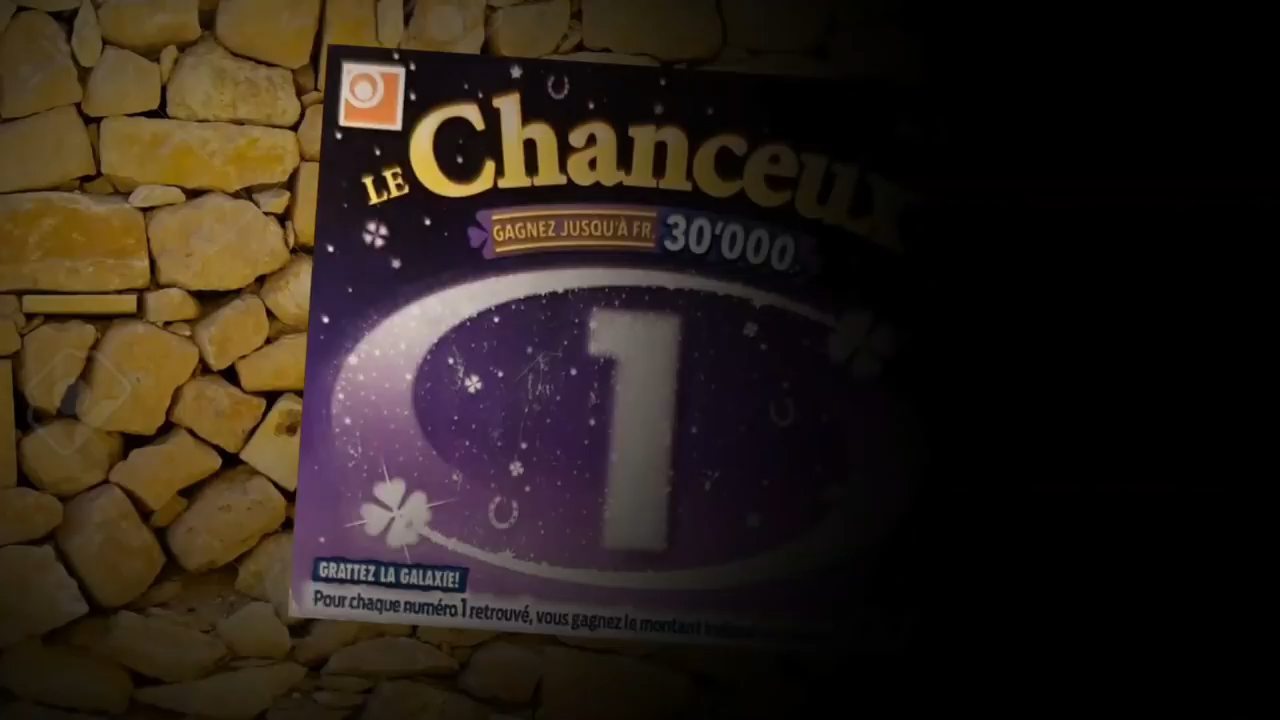 LE Chanceux
GAGNEZ JUSQU'À FR. 30'000.
1
GRATTEZ LA GALAXIE!
Pour chaque numéro 1 retrouvé, vous gagnez le montant